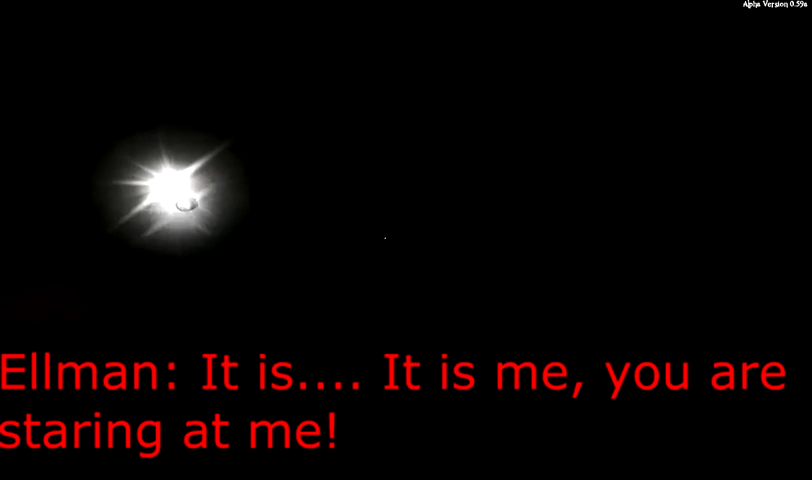 Alpha Version 0.59a
Ellman: It is.... It is me, you are
staring at me!